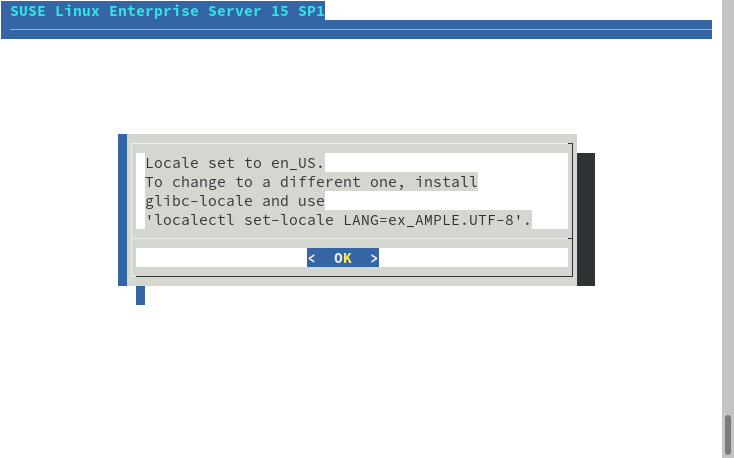 SUSE Linux Enterprise Server 15 SP1
Locale set to en_US.
To change to a different one, install
glibc-locale and use
'localectl set-locale LANG=ex_AMPLE.UTF-8'.
<  OK  >